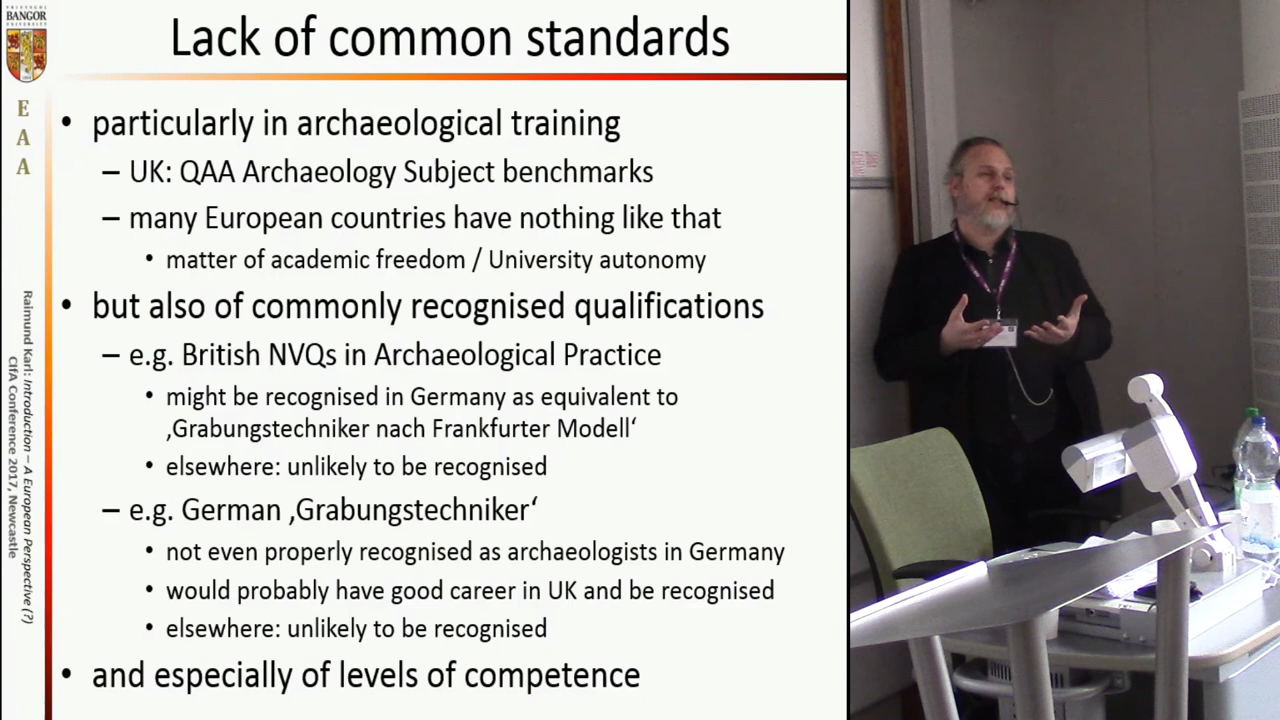 PRIFYSGOL
BANGOR
UNIVERSITY
E
A
A
Raimund Karl: Introduction – A European Perspective (?)
CIfA Conference 2017, Newcastle
Lack of common standards
• particularly in archaeological training
– UK: QAA Archaeology Subject benchmarks
– many European countries have nothing like that
• matter of academic freedom / University autonomy
• but also of commonly recognised qualifications
– e.g. British NVQs in Archaeological Practice
• might be recognised in Germany as equivalent to
‚Grabungstechniker nach Frankfurter Modell‘
• elsewhere: unlikely to be recognised
– e.g. German ‚Grabungstechniker‘
• not even properly recognised as archaeologists in Germany
• would probably have good career in UK and be recognised
• elsewhere: unlikely to be recognised
• and especially of levels of competence